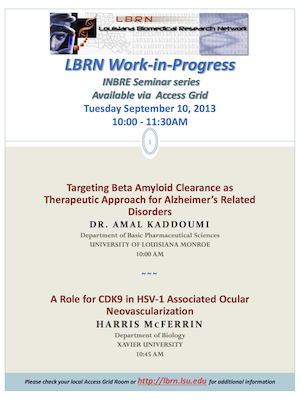 LBRN
Louisiana Biomedical Research Network
LBRN Work-in-Progress
INBRE Seminar series
Available via Access Grid
Tuesday September 10, 2013
10:00 - 11:30AM
1
Targeting Beta Amyloid Clearance as
Therapeutic Approach for Alzheimer's Related
Disorders
DR. AMAL KADDOUMI
Department of Basic Pharmaceutical Sciences
UNIVERSITY OF LOUISIANA MONROE
10:00 AM
~~~
A Role for CDK9 in HSV-1 Associated Ocular
Neovascularization
HARRIS McFERRIN
Department of Biology
XAVIER UNIVERSITY
10:45 AM
Please check your local Access Grid Room or http://lbrn.lsu.edu for additional information